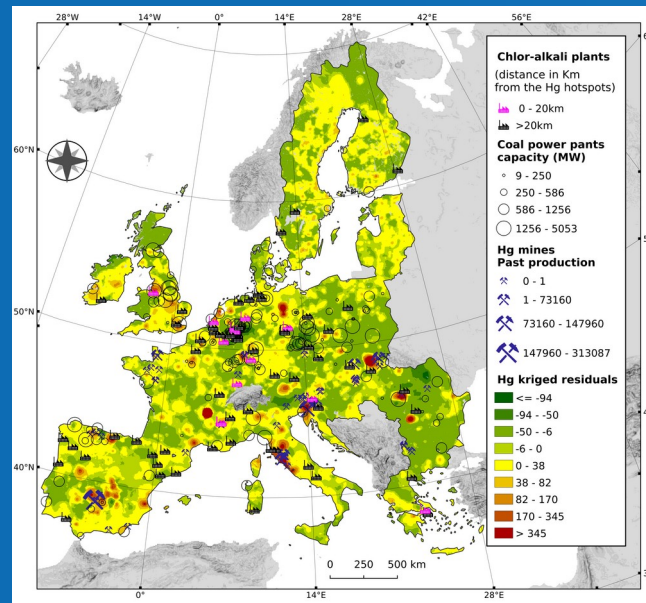 28°W
14°W
0°
14°E
28°E
42°E
56°E
60°N
50°N
40°N
0°
14°E
28°E
0 250 500 km
Chlor-alkali plants
(distance in Km
from the Hg hotspots)
0 - 20km
>20km
Coal power pants
capacity (MW)
9 - 250
250 - 586
586 - 1256
1256 - 5053
Hg mines
Past production
0 - 1
1 - 73160
73160 - 147960
147960 - 313087
Hg kriged residuals
<= -94
-94 - -50
-50 - -6
-6 - 0
0 - 38
38 - 82
82 - 170
170 - 345
> 345